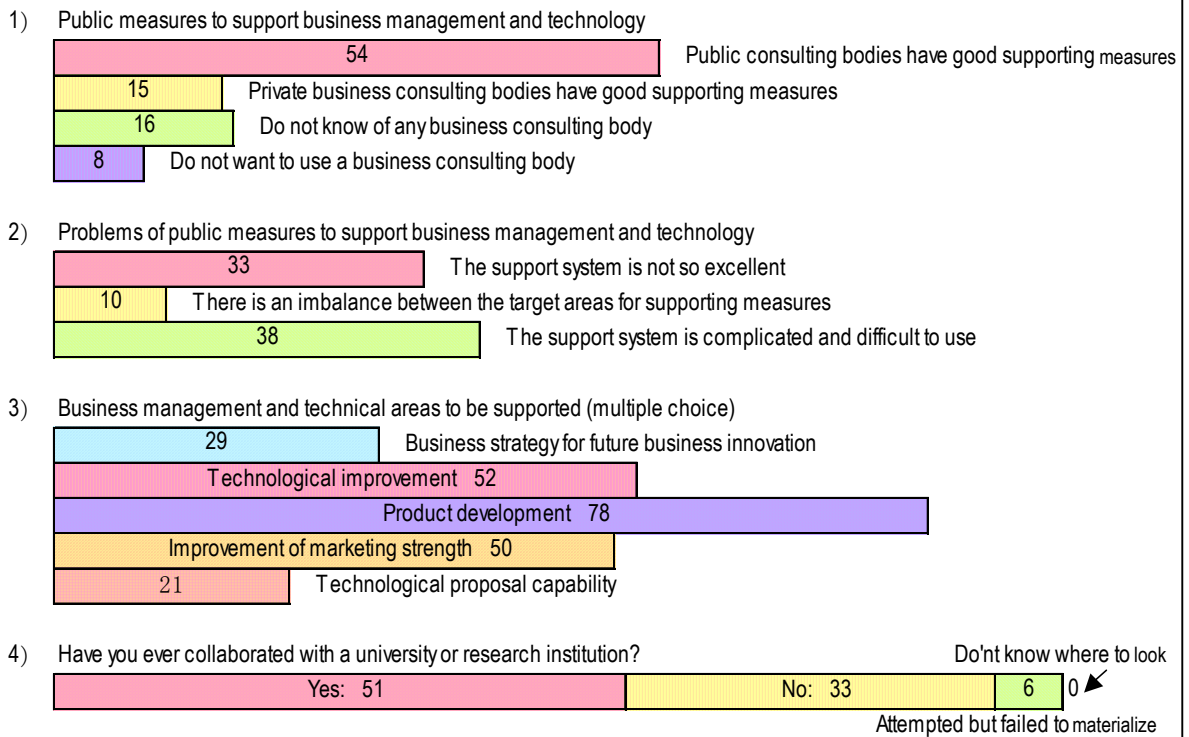 1) Public measures to support business management and technology
54 Public consulting bodies have good supporting measures
15 Private business consulting bodies have good supporting measures
16 Do not know of any business consulting body
8 Do not want to use a business consulting body
2) Problems of public measures to support business management and technology
33 The support system is not so excellent
10 There is an imbalance between the target areas for supporting measures
38 The support system is complicated and difficult to use
3) Business management and technical areas to be supported (multiple choice)
29 Business strategy for future business innovation
Technological improvement 52
Product development 78
Improvement of marketing strength 50
21 Technological proposal capability
4) Have you ever collaborated with a university or research institution? Do'nt know where to look
Yes: 51 No: 33 6 0
Attempted but failed to materialize